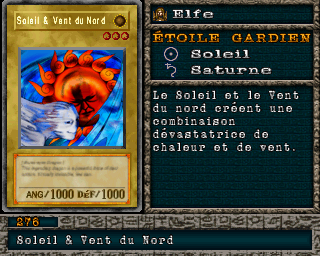 Soleil & Vent du Nord
ANG/1000 DÉF/1000
Elfe
ÉTOILE GARDIEN
Soleil
Saturne
Le Soleil et le Vent
du nord créent une
combinaison
dévastatrice de
chaleur et de vent.
276
Soleil & Vent du Nord